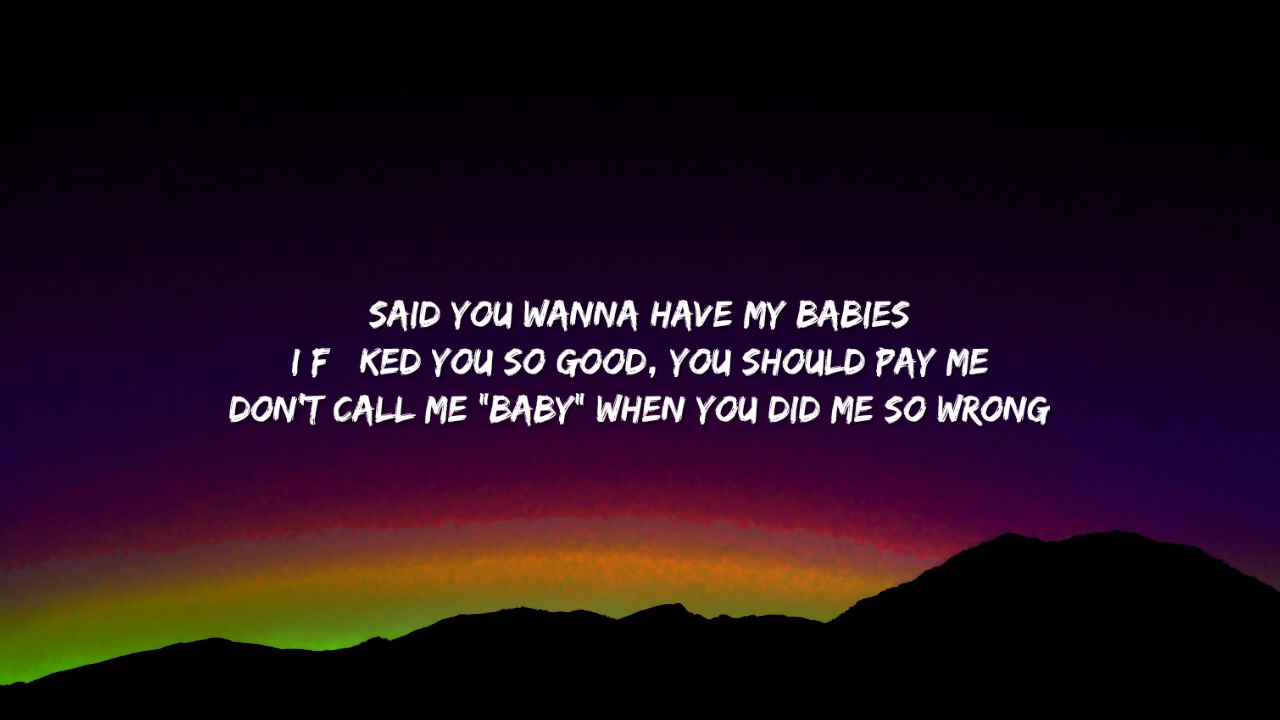 SAID YOU WANNA HAVE MY BABIES
I F  KED YOU SO GOOD, YOU SHOULD PAY ME
DON'T CALL ME "BABY" WHEN YOU DID ME SO WRONG